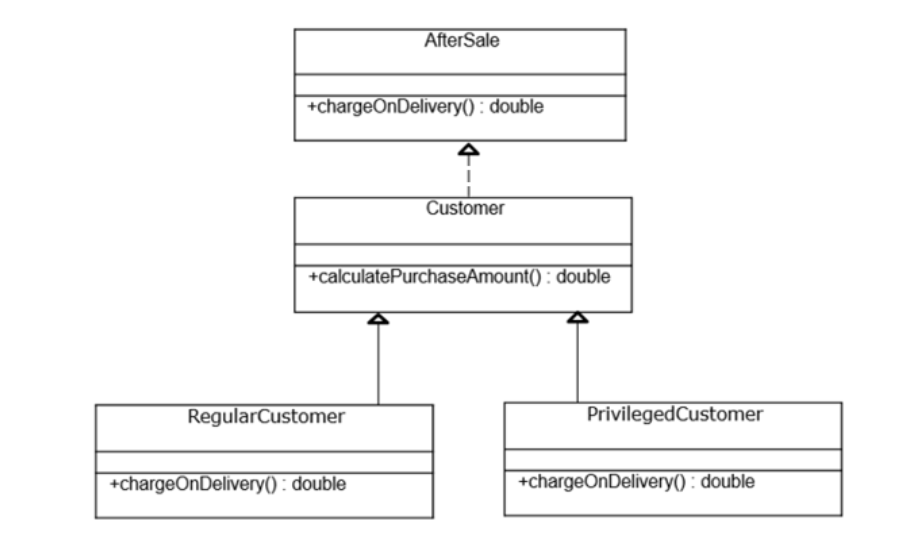 AfterSale
+chargeOnDelivery() : double
Customer
+calculatePurchaseAmount() : double
RegularCustomer
+chargeOnDelivery() : double
PrivilegedCustomer
+chargeOnDelivery() : double